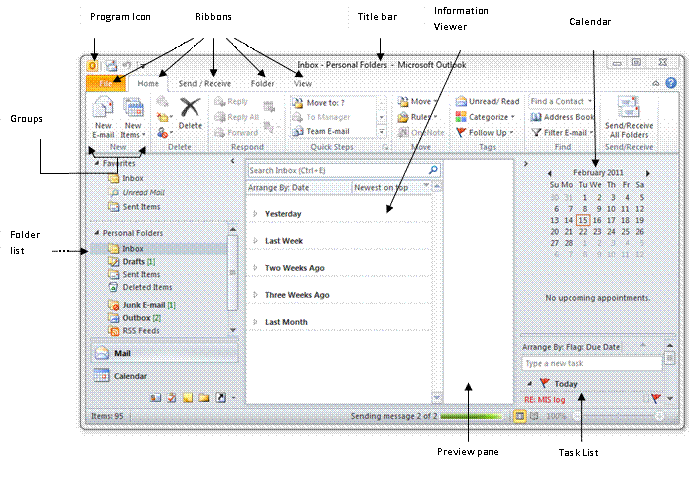 Program Icon
Ribbons
Title bar
Information
Viewer
Calendar
Inbox - Personal Folders - Microsoft Outlook
File Home Send / Receive Folder View
New
E-mail
New
Items
New
Delete
Delete
Reply
Reply All
Forward
Respond
Move to: ?
To Manager
Team E-mail
Quick Steps
Move
Rules
OneNote
Move
Unread/ Read
Categorize
Follow Up
Tags
Find a Contact
Address Book
Filter E-mail
Find
Send/Receive
All Folders
Send/Receive
Groups
Favorites
Inbox
Unread Mail
Sent Items
Folder
list
Personal Folders
Inbox
Drafts [1]
Sent Items
Deleted Items
Junk E-mail [1]
Outbox [2]
RSS Feeds
Mail
Calendar
Search Inbox (Ctrl+E)
Arrange By: Date Newest on top
Yesterday
Last Week
Two Weeks Ago
Three Weeks Ago
Last Month
February 2011
Su Mo Tu We Th Fr Sa
30 31 1 2 3 4 5
6 7 8 9 10 11 12
13 14 15 16 17 18 19
20 21 22 23 24 25 26
27 28 1 2 3 4 5
6 7 8 9 10 11 12
No upcoming appointments.
Arrange By: Flag: Due Date
Type a new task
Today
RE: MIS log
Items: 95
Sending message 2 of 2
100%
Preview pane
Task List